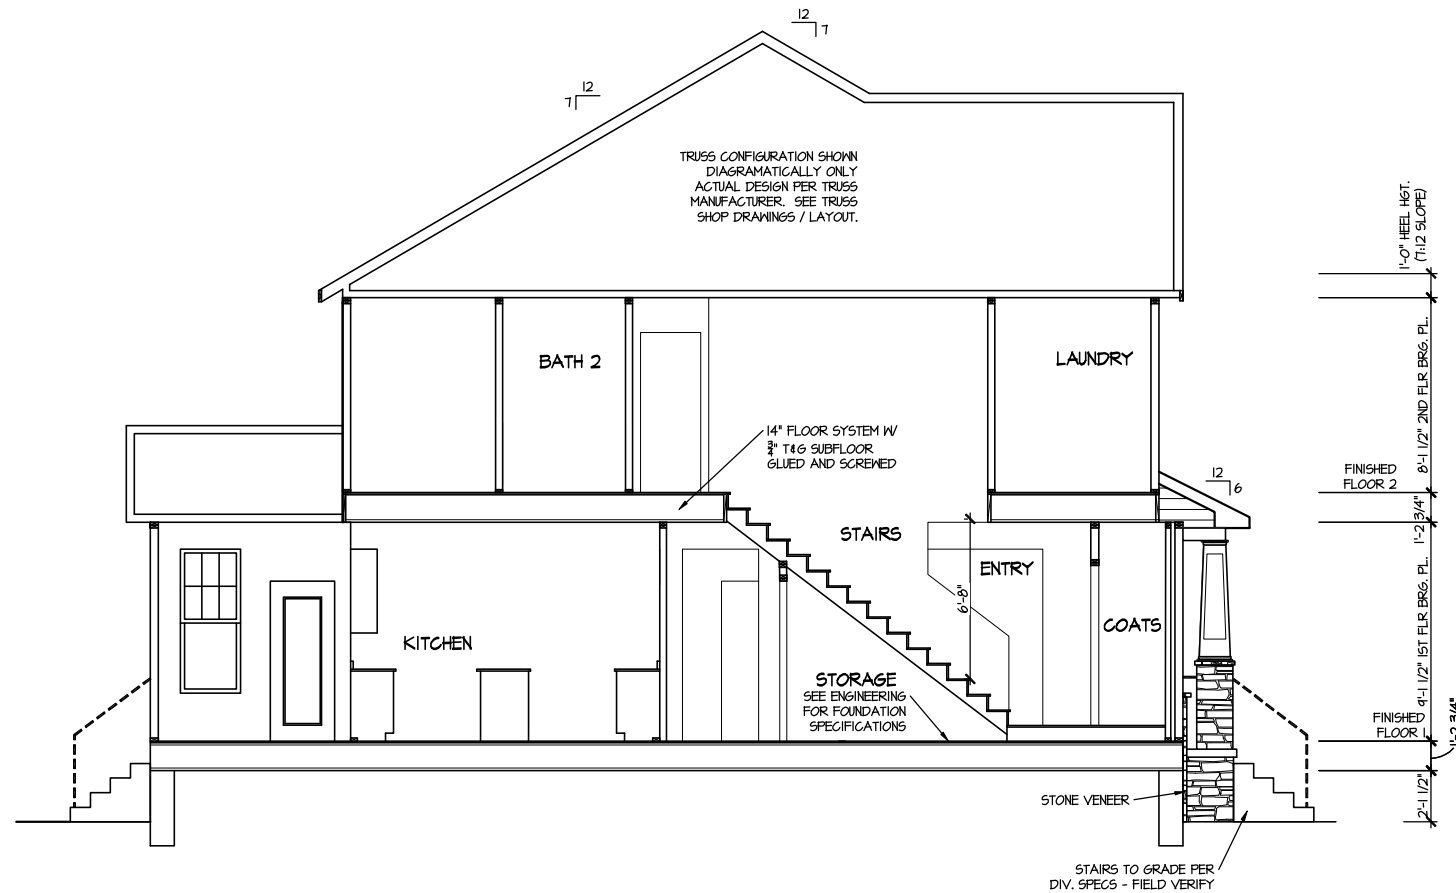 12
7
12
7
TRUSS CONFIGURATION SHOWN
DIAGRAMATICALLY ONLY
ACTUAL DESIGN PER TRUSS
MANUFACTURER. SEE TRUSS
SHOP DRAWINGS / LAYOUT.
1'-0" HEEL HGT.
(7:12 SLOPE)
BATH 2
LAUNDRY
8'-1 1/2" 2ND FLR BRG. PL.
14" FLOOR SYSTEM W/
3/4" T&G SUBFLOOR
GLUED AND SCREWED
12
6
FINISHED
FLOOR 2
1'-2 3/4"
STAIRS
ENTRY
6'-8"
COATS
9'-1 1/2" 1ST FLR BRG. PL.
KITCHEN
STORAGE
SEE ENGINEERING
FOR FOUNDATION
SPECIFICATIONS
FINISHED
FLOOR 1
1'-2 3/4"
2'-1 1/2"
STONE VENEER
STAIRS TO GRADE PER
DIV. SPECS - FIELD VERIFY